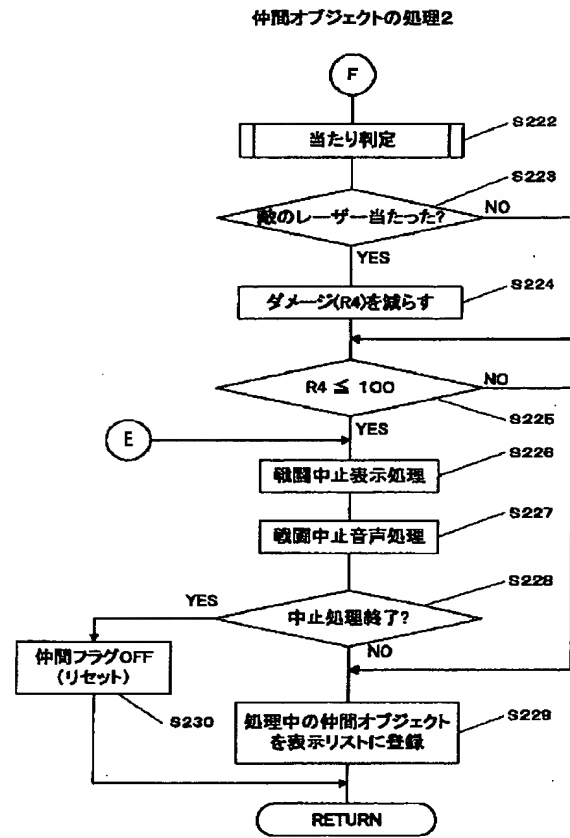 仲間オブジェクトの処理2
F
当たり判定
S222
敵のレーザー当たった?
S223
NO
YES
ダメージ(R4)を減らす
S224
R4 ≦ 100
NO
S225
YES
E
戦闘中止表示処理
S226
戦闘中止音声処理
S227
中止処理終了?
S228
YES
NO
仲間フラグOFF
(リセット)
S230
処理中の仲間オブジェクト
を表示リストに登録
S229
RETURN